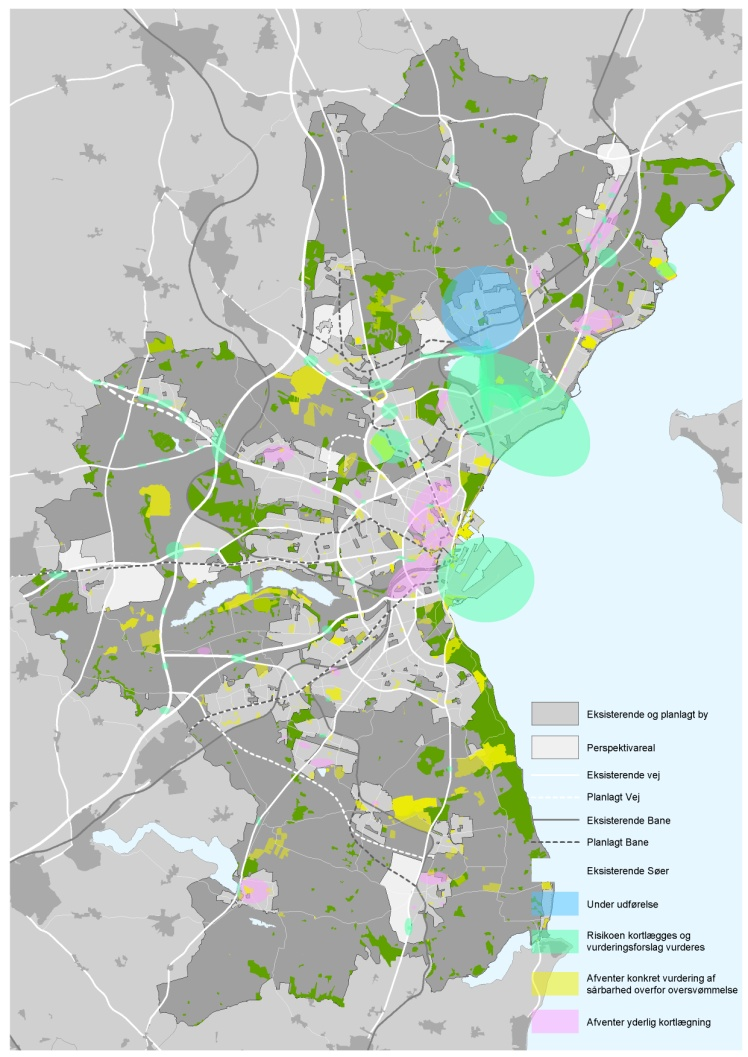 Eksisterende og planlagt by
Perspektivareal
Eksisterende vej
Planlagt Vej
Eksisterende Bane
Planlagt Bane
Eksisterende Søer
Under udførelse
Risikoen kortlægges og
vurderingsforslag vurderes
Afventer konkret vurdering af
sårbarhed overfor oversvømmelse
Afventer yderlig kortlægning